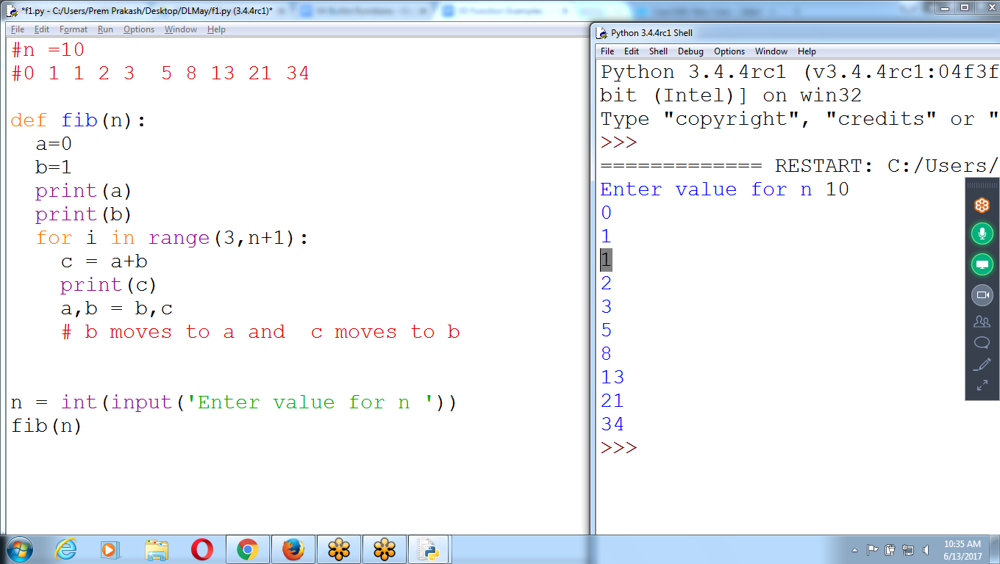 *f1.py - C:/Users/Prem Prakash/Desktop/DLMay/f1.py (3.4.4rc1)*
File Edit Format Run Options Window Help
#n =10
#0 1 1 2 3  5 8 13 21 34
def fib(n):
  a=0
  b=1
  print(a)
  print(b)
  for i in range(3,n+1):
    c = a+b
    print(c)
    a,b = b,c
    # b moves to a and  c moves to b
n = int(input('Enter value for n '))
fib(n)
Python 3.4.4rc1 Shell
File Edit Shell Debug Options Window Help
Python 3.4.4rc1 (v3.4.4rc1:04f3f
bit (Intel)] on win32
Type "copyright", "credits" or "
>>>
============= RESTART: C:/Users/
Enter value for n 10
0
1
1
2
3
5
8
13
21
34
>>>
10:35 AM
6/13/2017